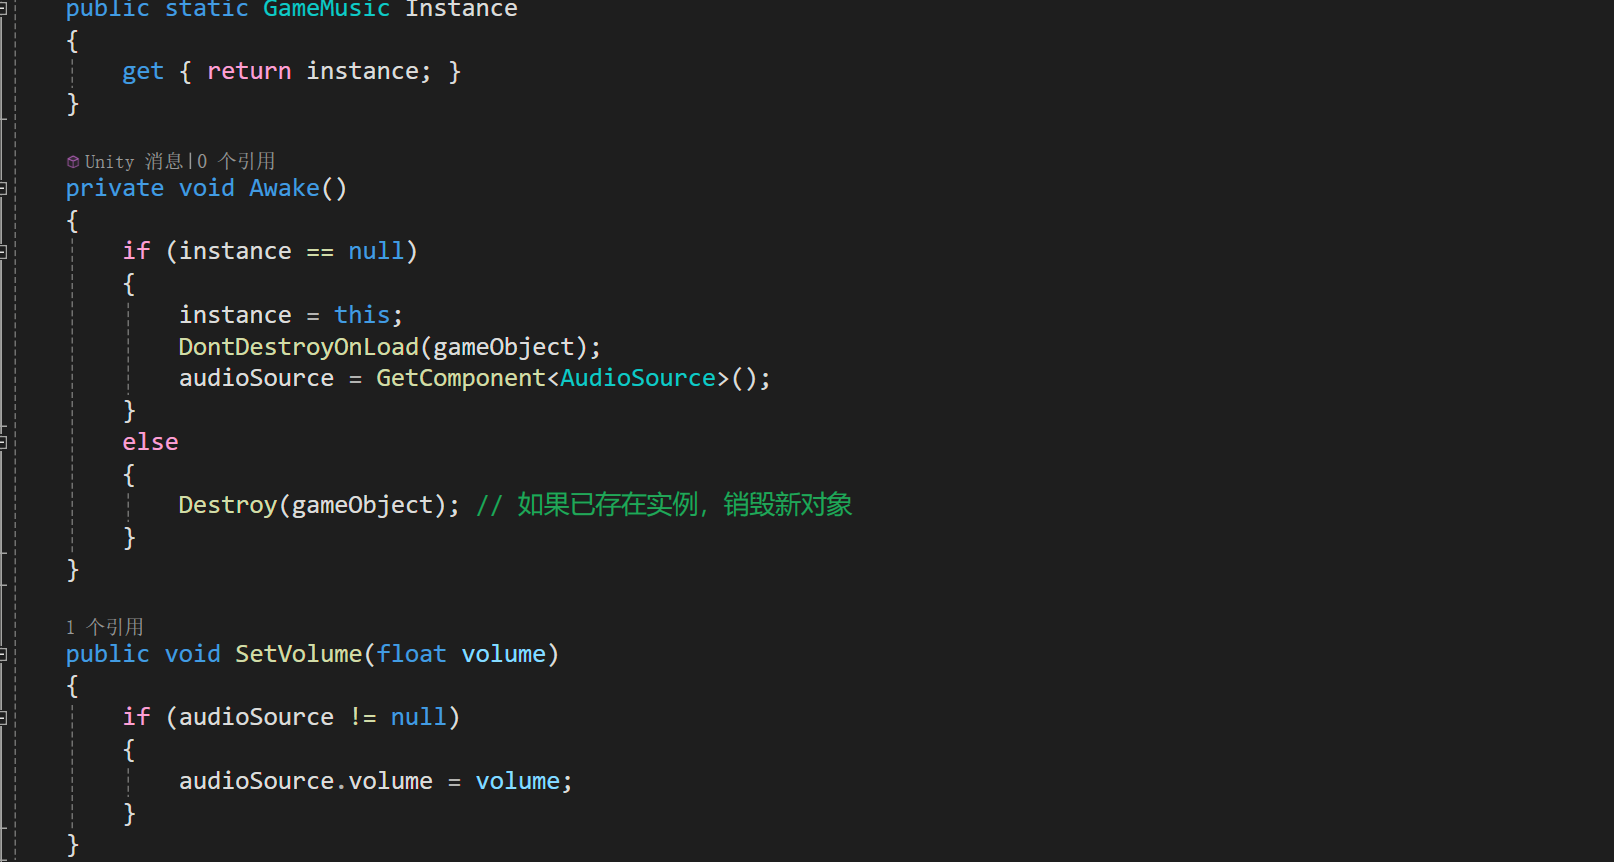 public static GameMusic Instance
{
get { return instance; }
}
Unity 消息|0 个引用
private void Awake()
{
if (instance == null)
{
instance = this;
DontDestroyOnLoad(gameObject);
audioSource = GetComponent<AudioSource>();
}
else
{
Destroy(gameObject); // 如果已存在实例，销毁新对象
}
}
1 个引用
public void SetVolume(float volume)
{
if (audioSource != null)
{
audioSource.volume = volume;
}
}